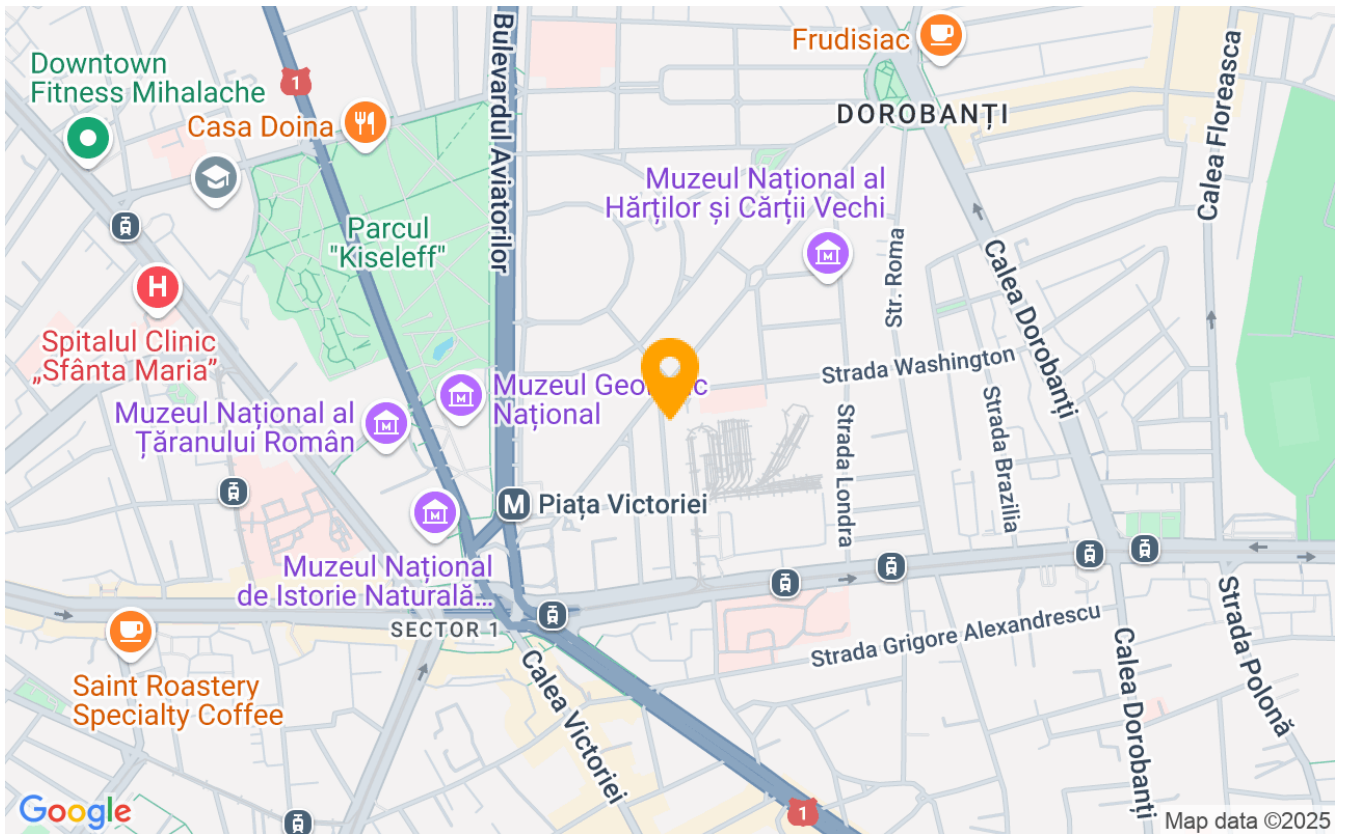 Downtown
Fitness Mihalache
1
Casa Doina
Bulevardul Aviatorilor
Frudisiac
DOROBANȚI
Calea Floreasca
Muzeul Național al
Hărților și Cărții Vechi
M
Parcul
"Kiseleff"
H
Spitalul Clinic
„Sfânta Maria”
Str. Roma
Calea Dorobanți
Strada Washington
M
Muzeul
Național
Muzeul Național al
Țăranului Român
M
Strada Londra
Strada Brazilia
M
Piața Victoriei
M
Muzeul Național
de Istorie Naturală...
SECTOR 1
Strada Grigore Alexandrescu
Calea Dorobanți
Strada Polonă
Saint Roastery
Specialty Coffee
Calea Victoriei
1
Google
Map data ©2025